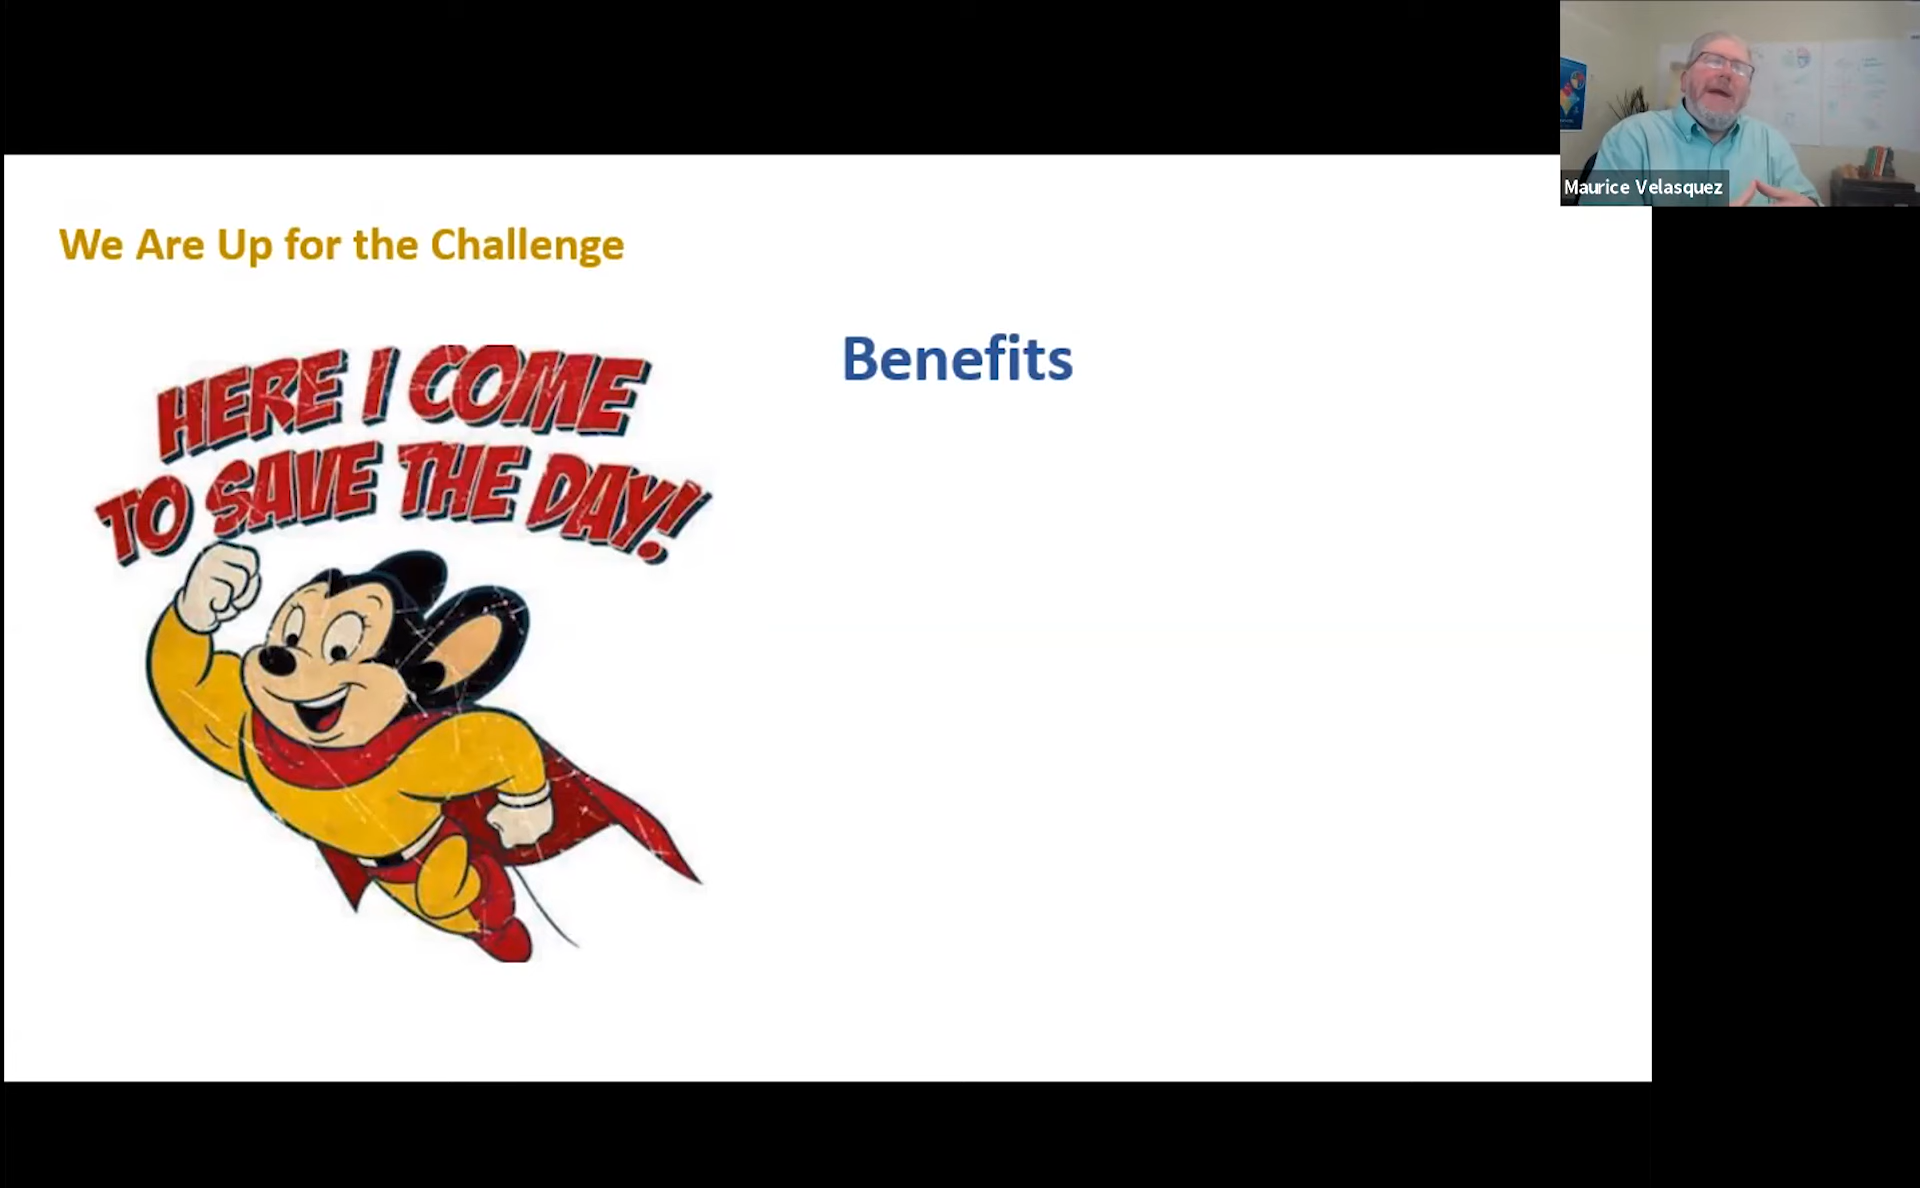 Maurice Velasquez
We Are Up for the Challenge
HERE I COME
TO SAVE THE DAY!
Benefits